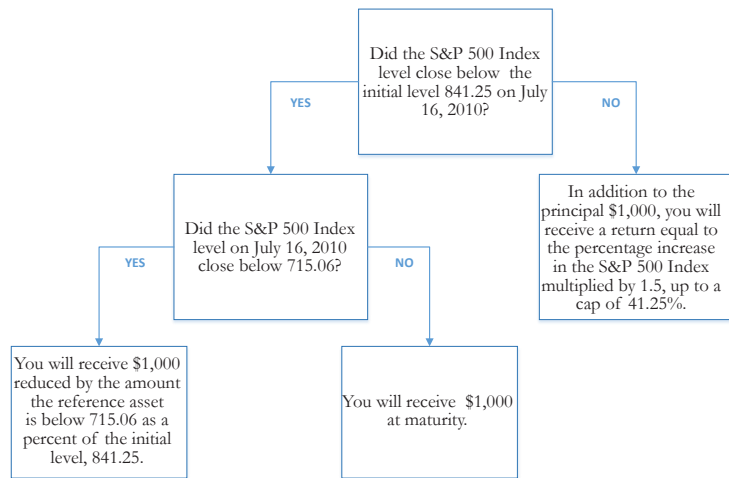 Did the S&P 500 Index
level close below the
initial level 841.25 on July
16, 2010?
YES
NO
Did the S&P 500 Index
level on July 16, 2010
close below 715.06?
In addition to the
principal $1,000, you will
receive a return equal to
the percentage increase
in the S&P 500 Index
multiplied by 1.5, up to a
cap of 41.25%.
YES
NO
You will receive $1,000
reduced by the amount
the reference asset
is below 715.06 as a
percent of the initial
level, 841.25.
You will receive $1,000
at maturity.